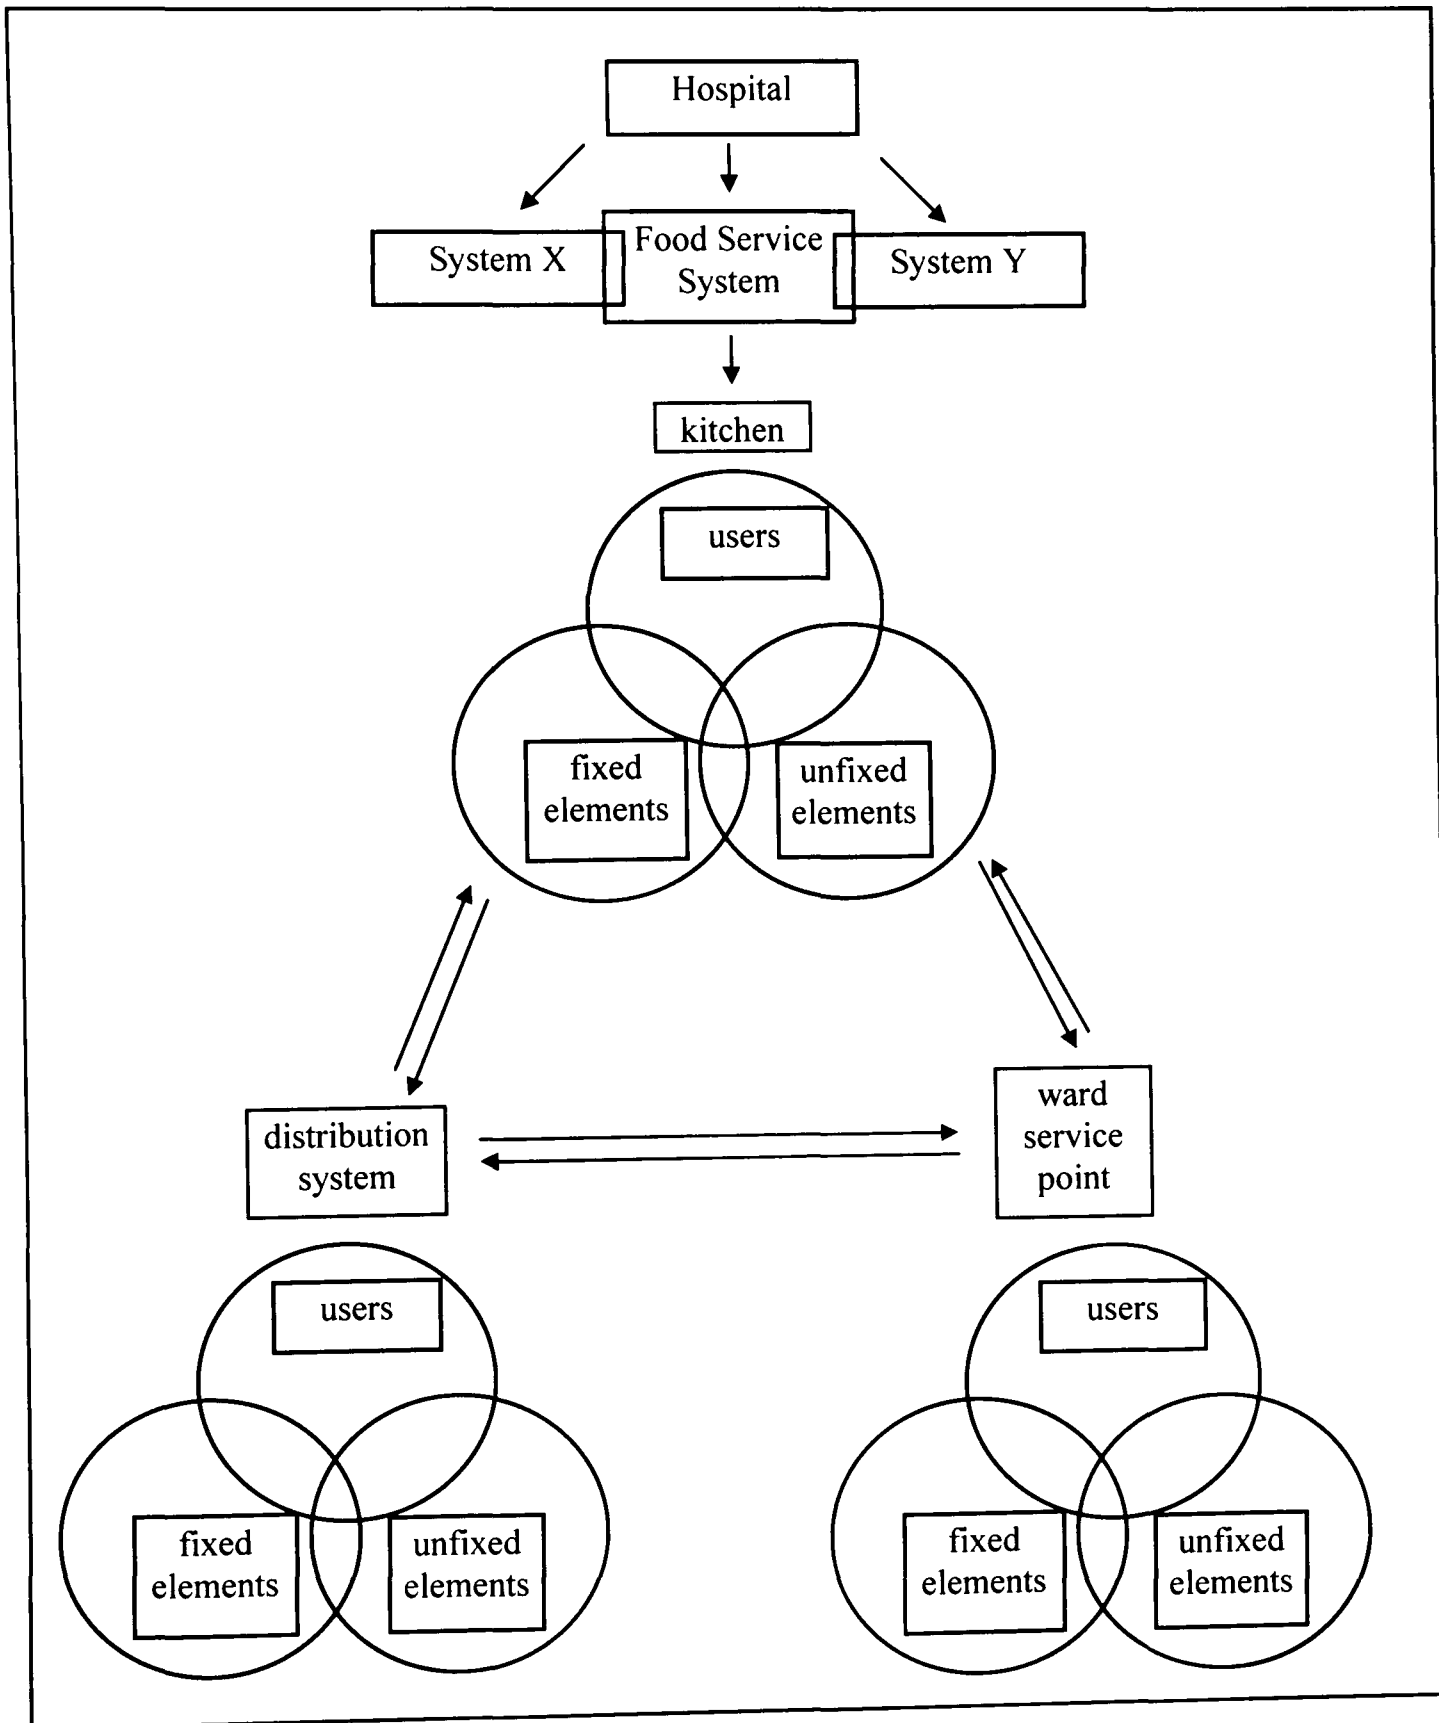 Hospital
System X
Food Service
System
System Y
kitchen
users
fixed
elements
unfixed
elements
distribution
system
ward
service
point
users
fixed
elements
unfixed
elements
users
fixed
elements
unfixed
elements